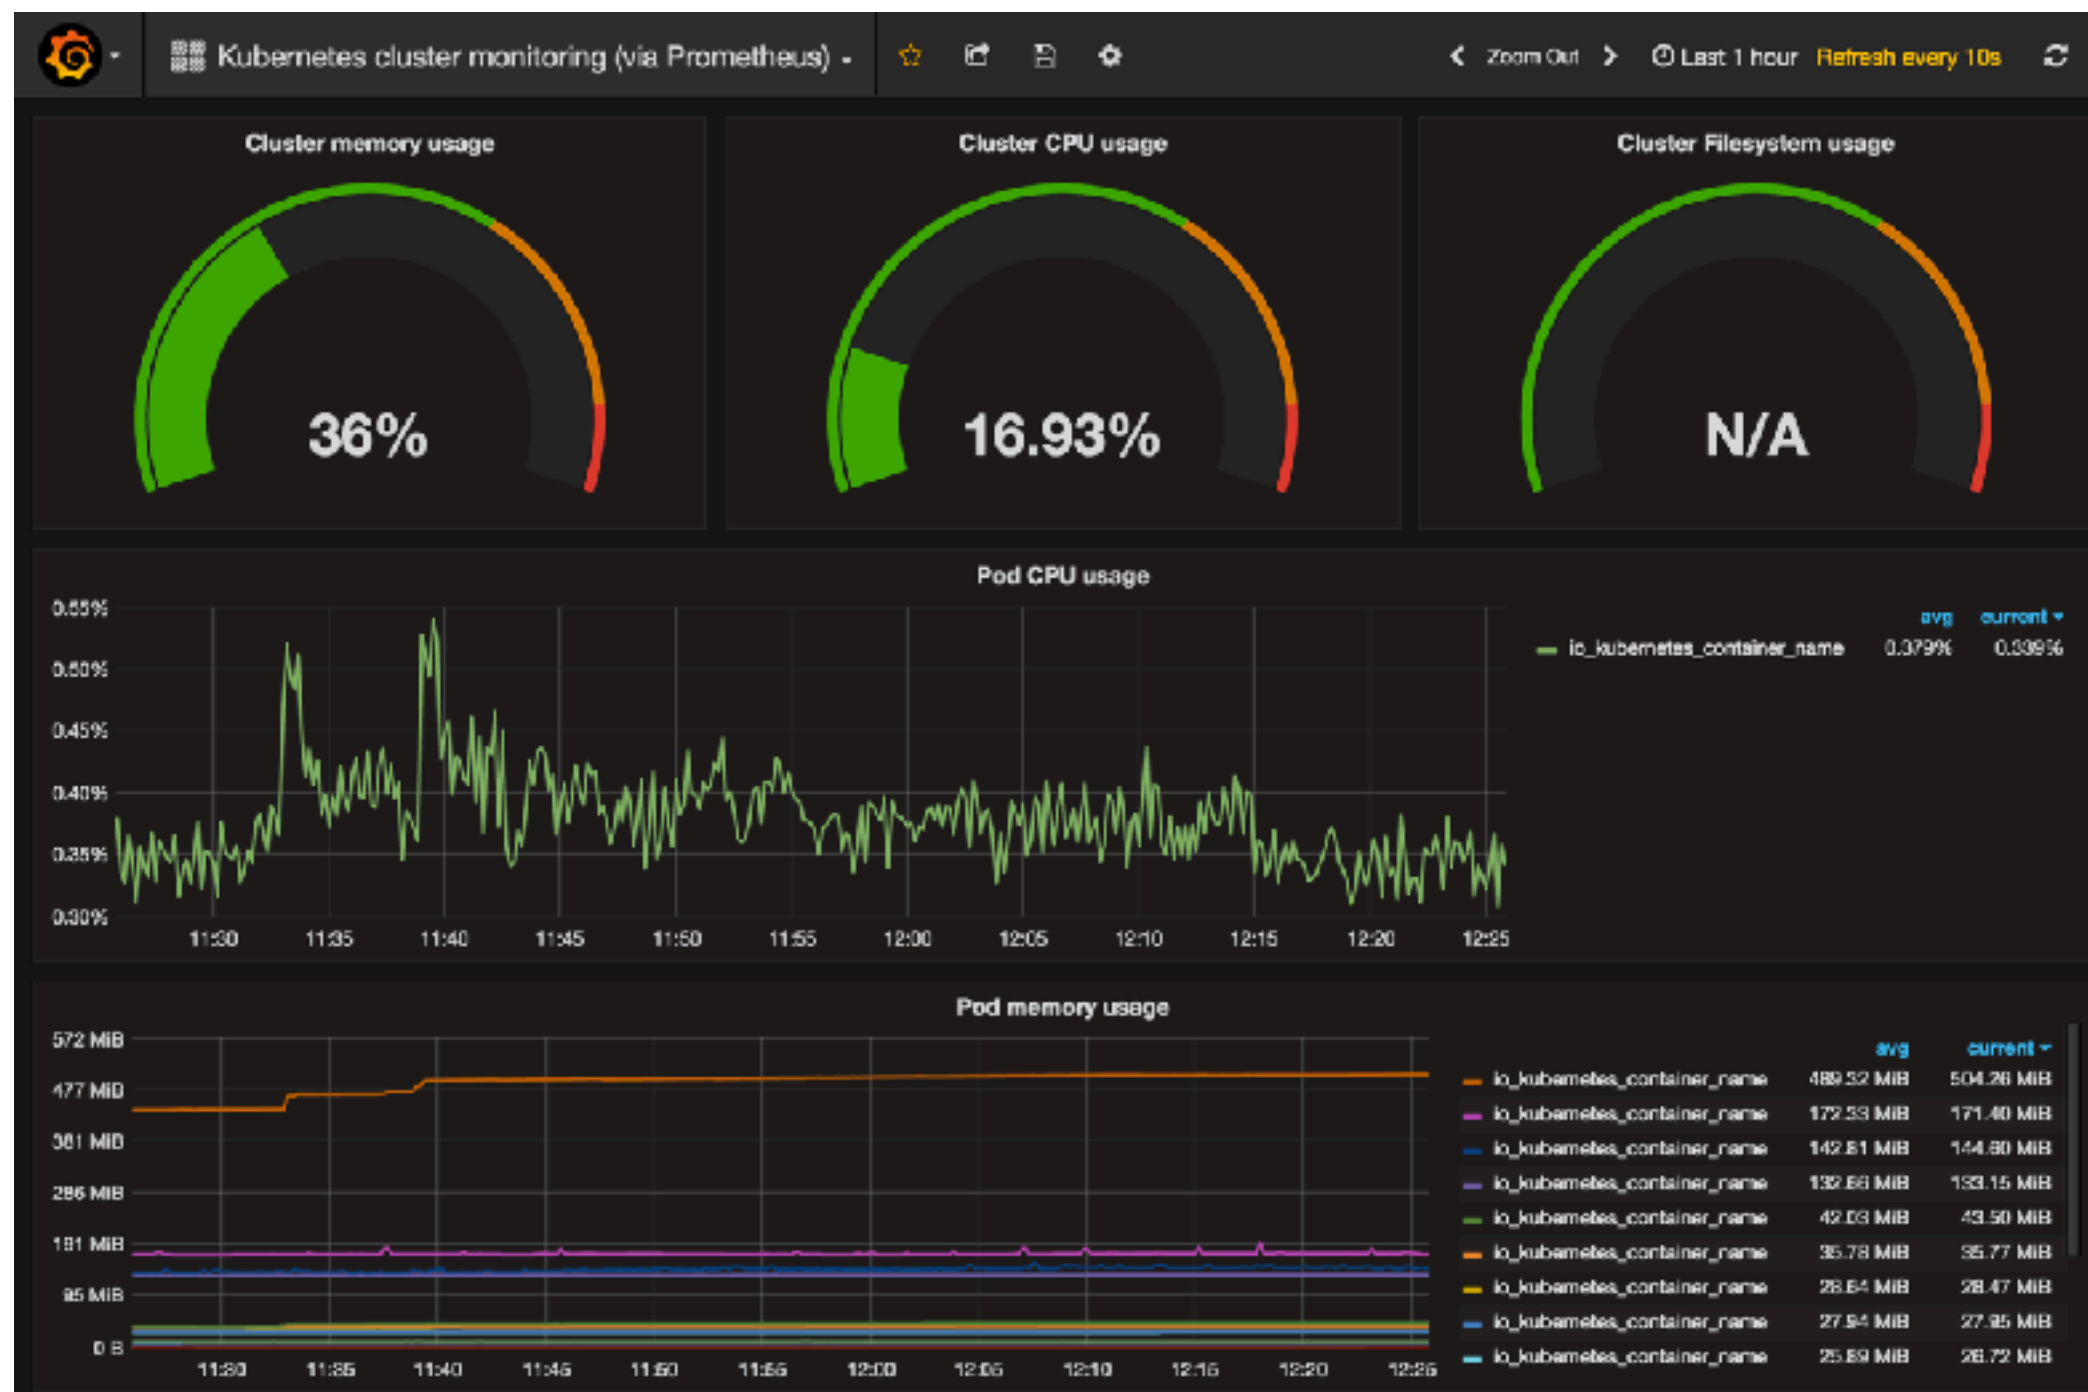 Kubernetes cluster monitoring (via Prometheus)
Zoom Out
Last 1 hour Refresh every 10s
Cluster memory usage
36%
Cluster CPU usage
16.93%
Cluster Filesystem usage
N/A
Pod CPU usage
0.55%
0.50%
0.45%
0.40%
0.35%
0.30%
11:30 11:35 11:40 11:45 11:50 11:55 12:00 12:05 12:10 12:15 12:20 12:25
avg current
io_kubernetes_container_name 0.379% 0.339%
Pod memory usage
572 MiB
477 MiB
381 MiB
286 MiB
191 MiB
95 MiB
0 B
11:30 11:35 11:40 11:45 11:50 11:55 12:00 12:05 12:10 12:15 12:20 12:25
avg current
io_kubernetes_container_name 489.52 MiB 504.26 MiB
io_kubernetes_container_name 172.33 MiB 171.40 MiB
io_kubernetes_container_name 142.81 MiB 144.60 MiB
io_kubernetes_container_name 132.66 MiB 133.15 MiB
io_kubernetes_container_name 42.03 MiB 43.50 MiB
io_kubernetes_container_name 35.78 MiB 35.77 MiB
io_kubernetes_container_name 28.64 MiB 28.47 MiB
io_kubernetes_container_name 27.94 MiB 27.95 MiB
io_kubernetes_container_name 25.89 MiB 26.72 MiB